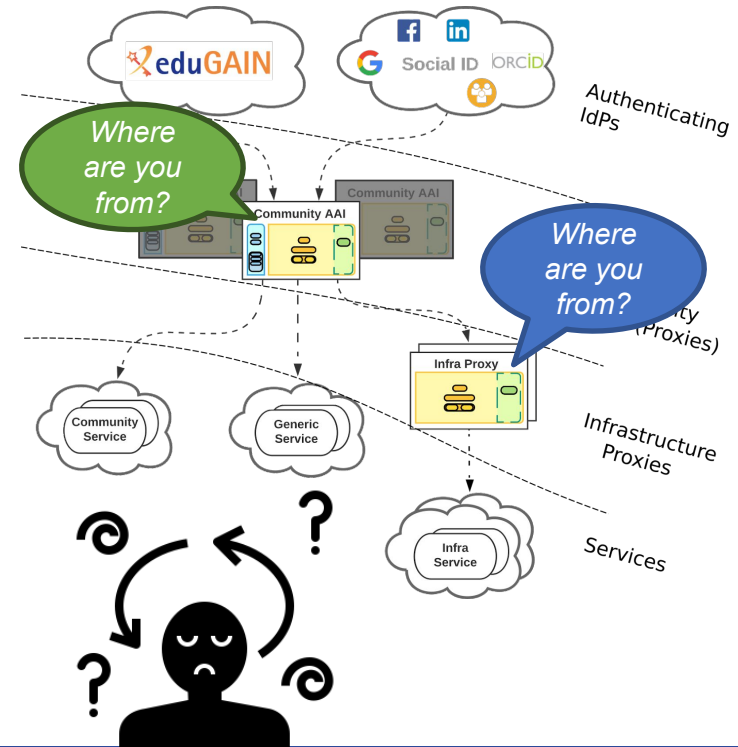 eduGAIN
Social ID
ORCID
Authenticating
IdPs
Where
are you
from?
Community AAI
Community AAI
Where
are you
from?
(Proxies)
Infra Proxy
Community
Service
Generic
Service
Infrastructure
Proxies
Infra
Service
Services
?
?